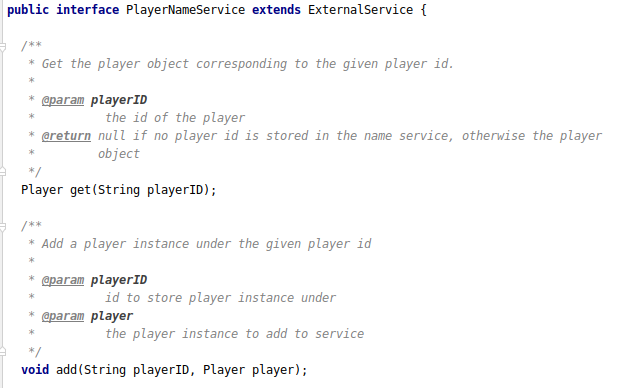 public interface PlayerNameService extends ExternalService {
/**
* Get the player object corresponding to the given player id.
*
* @param playerID
* the id of the player
* @return null if no player id is stored in the name service, otherwise the player
* object
*/
Player get(String playerID);
/**
* Add a player instance under the given player id
*
* @param playerID
* id to store player instance under
* @param player
* the player instance to add to service
*/
void add(String playerID, Player player);